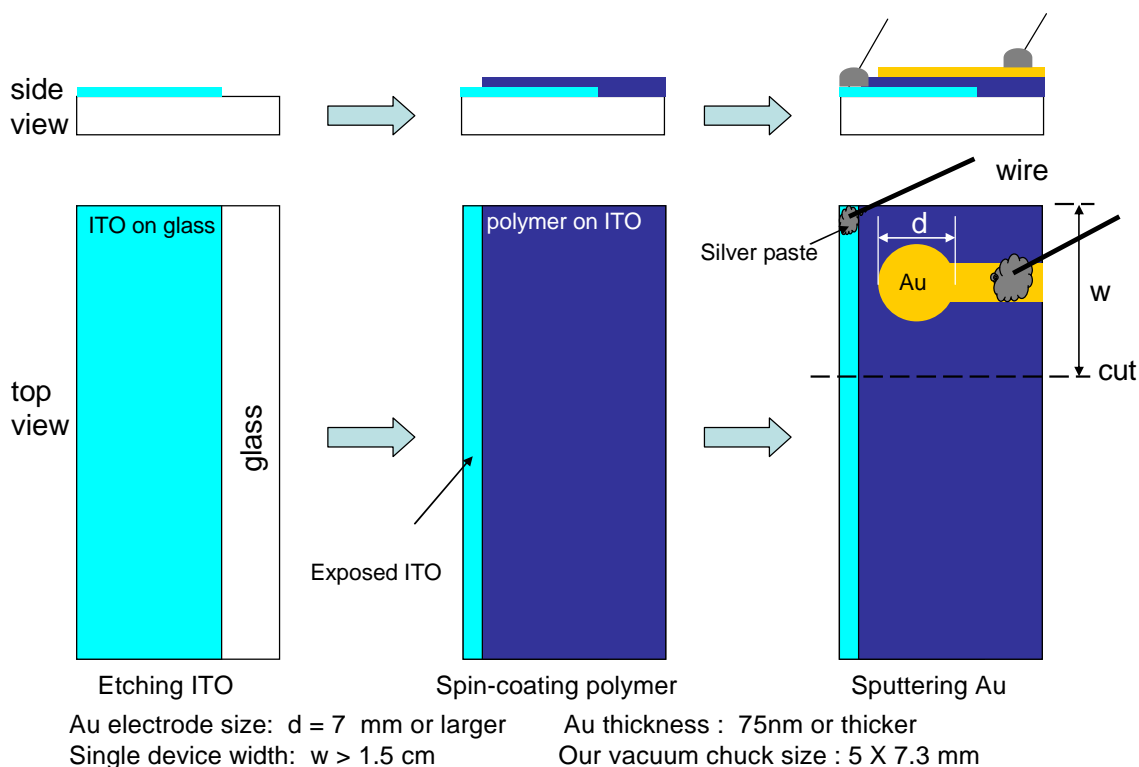 side
view
wire
ITO on glass
polymer on ITO
d
Silver paste
Au
w
cut
top
view
glass
Exposed ITO
Etching ITO
Spin-coating polymer
Sputtering Au
Au electrode size: d = 7 mm or larger
Au thickness : 75nm or thicker
Single device width: w > 1.5 cm
Our vacuum chuck size : 5 X 7.3 mm